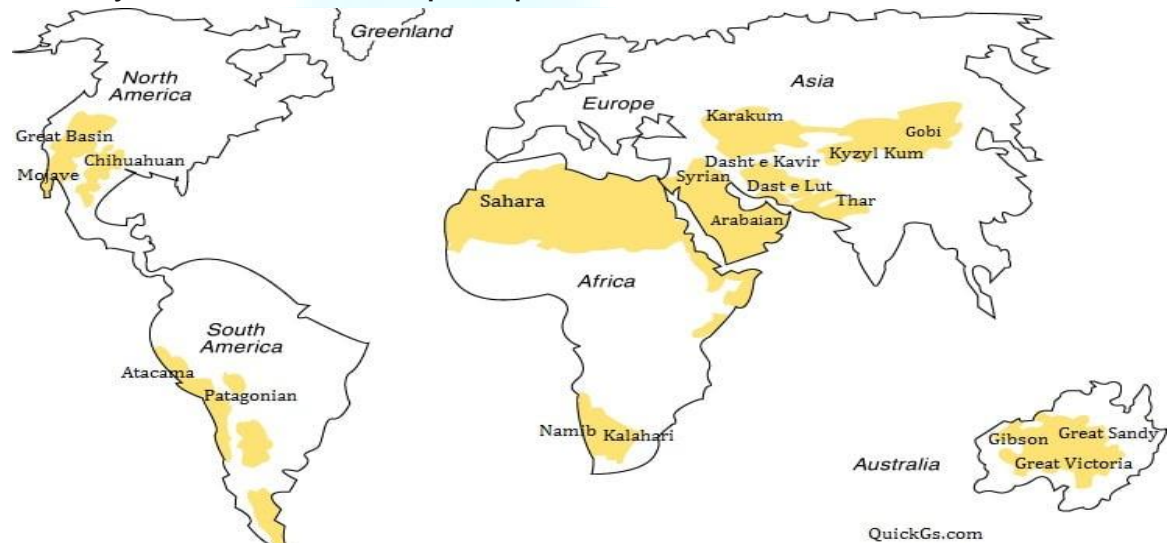 Greenland
North
America
Asia
Europe
Karakum
Gobi
Great Basin
Chihuahuan
Mojave
Kyzyl Kum
Dasht e Kavir
Syrian
Dast e Lut
Thar
Sahara
Arabaian
Africa
South
America
Atacama
Patagonian
Namib
Kalahari
Gibson
Great Sandy
Great Victoria
Australia
QuickGs.com